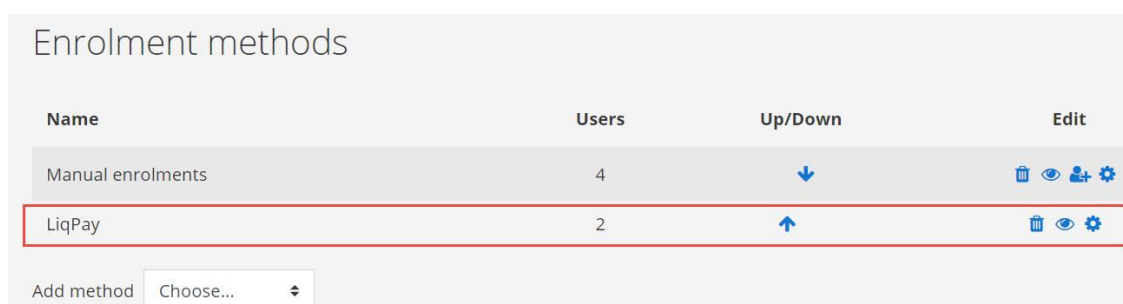 Enrolment methods
Name Users Up/Down Edit
Manual enrolments 4
LiqPay 2
Add method Choose...